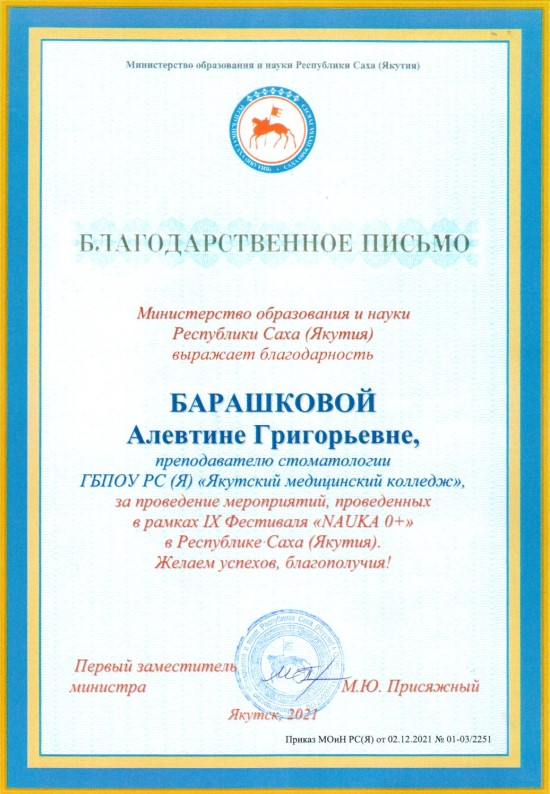 Министерство образования и науки Республики Саха (Якутия)
БЛАГОДАРСТВЕННОЕ ПИСЬМО
Министерство образования и науки
Республики Саха (Якутия)
выражает благодарность
БАРАШКОВОЙ
Алевтине Григорьевне,
преподавателю стоматологии
ГБПОУ РС (Я) «Якутский медицинский колледж»,
за проведение мероприятий, проведенных
в рамках IX Фестиваля «NAUKA 0+»
в Республике Саха (Якутия).
Желаем успехов, благополучия!
Первый заместитель
министра
М.Ю. Присяжный
Якутск, 2021
Приказ МОиН РС(Я) от 02.12.2021 № 01-03/2251